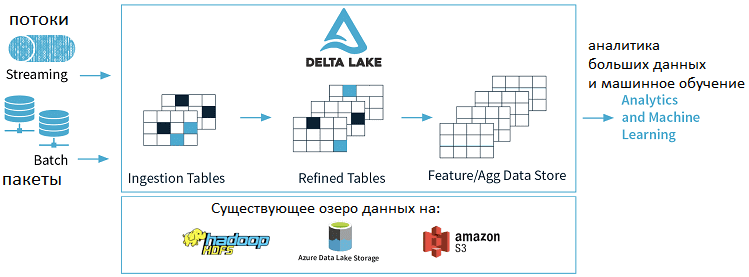 потоки
Streaming
Batch
пакеты
DELTA LAKE
Ingestion Tables
Refined Tables
Feature/Agg Data Store
аналитика
больших данных
и машинное обучение
Analytics
and Machine
Learning
Существующее озеро данных на:
hadoop
HDFS
Azure Data Lake Storage
amazon
S3